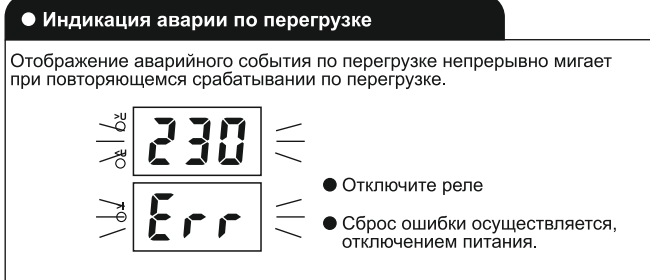 ● Индикация аварии по перегрузке
Отображение аварийного события по перегрузке непрерывно мигает
при повторяющемся срабатывании по перегрузке.
>U
230
<U
● Отключите реле
Err
● Сброс ошибки осуществляется,
отключением питания.